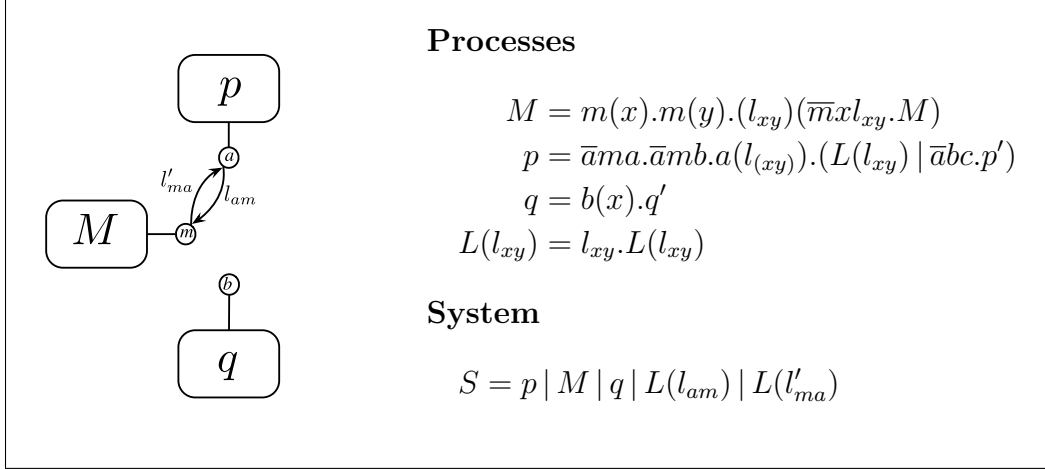 Processes
p
M = m(x).m(y).(l_{xy})(\overline{m}xl_{xy}.M)
p = \overline{a}ma.\overline{a}mb.a(l_{(xy)}).(L(l_{xy}) | \overline{a}bc.p′)
a
l′_{ma}
l_{am}
q = b(x).q′
M
m
L(l_{xy}) = l_{xy}.L(l_{xy})
b
System
q
S = p | M | q | L(l_{am}) | L(l′_{ma})